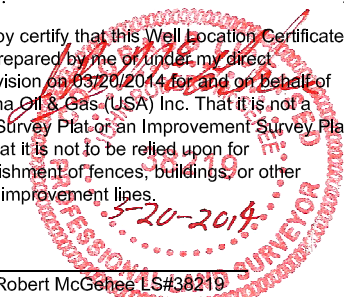 by certify that this Well Location Certificate
repared by me or under my direct
vision on 03/20/2014 for and on behalf of
na Oil & Gas (USA) Inc. That it is not a
Survey Plat or an Improvement Survey Pla
at it is not to be relied upon for
ishment of fences, buildings, or other
improvement lines.
38219
5-20-2014
PROFESSIONAL LAND SURVEYOR
Robert McGehee LS#38219